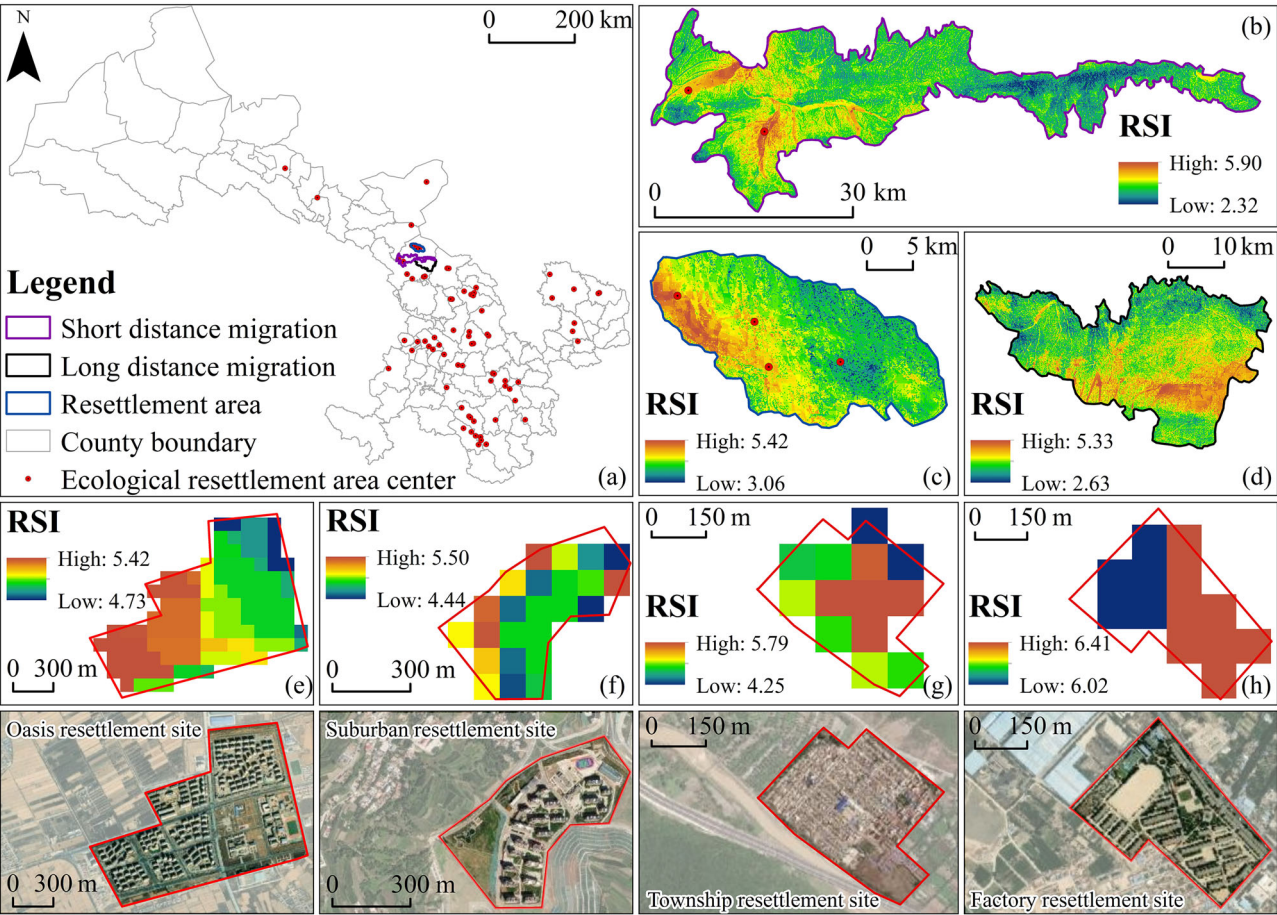 N
0 200 km
Legend
Short distance migration
Long distance migration
Resettlement area
County boundary
Ecological resettlement area center
(a)
(b)
RSI
High: 5.90
Low: 2.32
0 30 km
0 5 km
RSI
High: 5.42
Low: 3.06
(c)
0 10 km
RSI
High: 5.33
Low: 2.63
(d)
RSI
High: 5.42
Low: 4.73
0 300 m
(e)
RSI
High: 5.50
Low: 4.44
0 300 m
(f)
0 150 m
RSI
High: 5.79
Low: 4.25
(g)
0 150 m
RSI
High: 6.41
Low: 6.02
(h)
Oasis resettlement site
0 300 m
Suburban resettlement site
0 300 m
0 150 m
Township resettlement site
0 150 m
Factory resettlement site